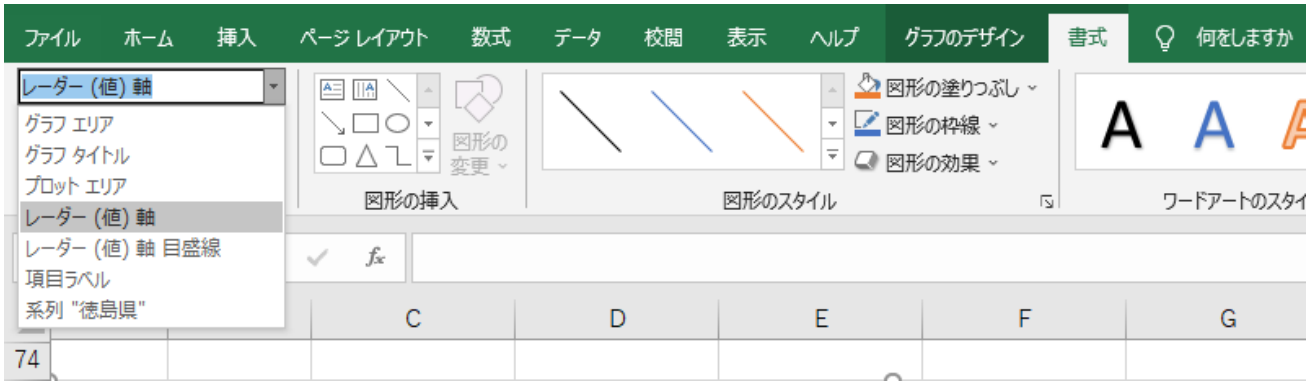 ファイル ホーム 挿入 ページ レイアウト 数式 データ 校閲 表示 ヘルプ グラフのデザイン 書式 何をしますか
レーダー (値) 軸
グラフ エリア
グラフ タイトル
プロット エリア
レーダー (値) 軸
レーダー (値) 軸 目盛線
項目ラベル
系列 "徳島県"
図形の
変更
図形の挿入
図形の塗りつぶし
図形の枠線
図形の効果
図形のスタイル
A A A
ワードアートのスタイ
fx
C D E F G
74